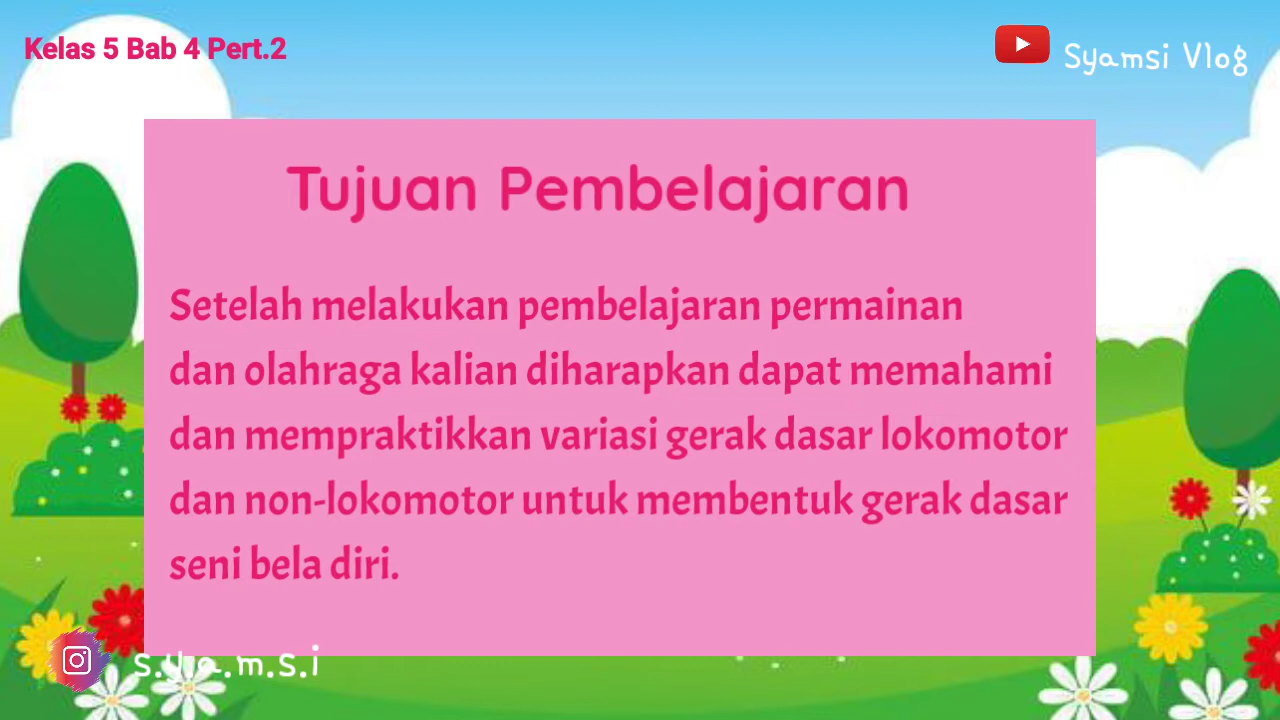 Kelas 5 Bab 4 Pert.2
Syamsi Vlog
Tujuan Pembelajaran
Setelah melakukan pembelajaran permainan
dan olahraga kalian diharapkan dapat memahami
dan mempraktikkan variasi gerak dasar lokomotor
dan non-lokomotor untuk membentuk gerak dasar
seni bela diri.
s.y.a.m.s.i